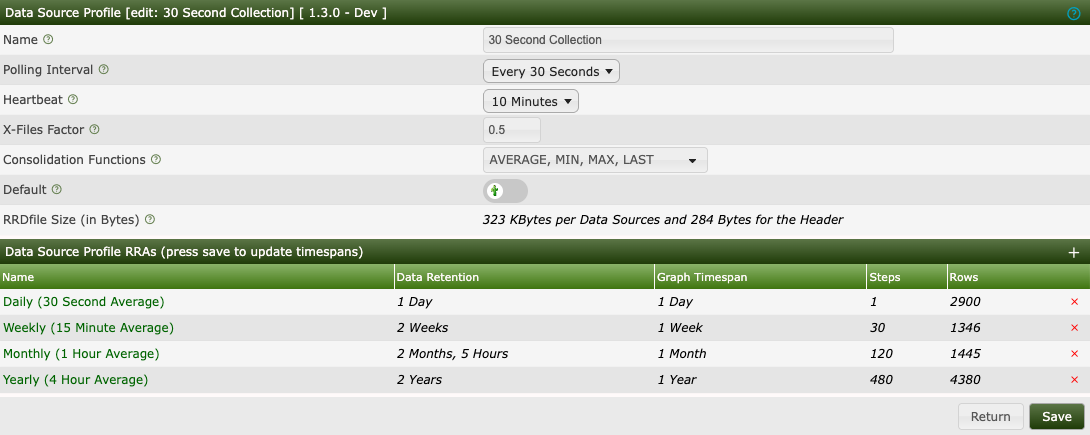 Data Source Profile [edit: 30 Second Collection] [ 1.3.0 - Dev ]
Name
30 Second Collection
Polling Interval
Every 30 Seconds
Heartbeat
10 Minutes
X-Files Factor
0.5
Consolidation Functions
AVERAGE, MIN, MAX, LAST
Default
RRDfile Size (in Bytes)
323 KBytes per Data Sources and 284 Bytes for the Header
Data Source Profile RRAs (press save to update timespans)
Name Data Retention Graph Timespan Steps Rows
Daily (30 Second Average) 1 Day 1 Day 1 2900
Weekly (15 Minute Average) 2 Weeks 1 Week 30 1346
Monthly (1 Hour Average) 2 Months, 5 Hours 1 Month 120 1445
Yearly (4 Hour Average) 2 Years 1 Year 480 4380
Return Save